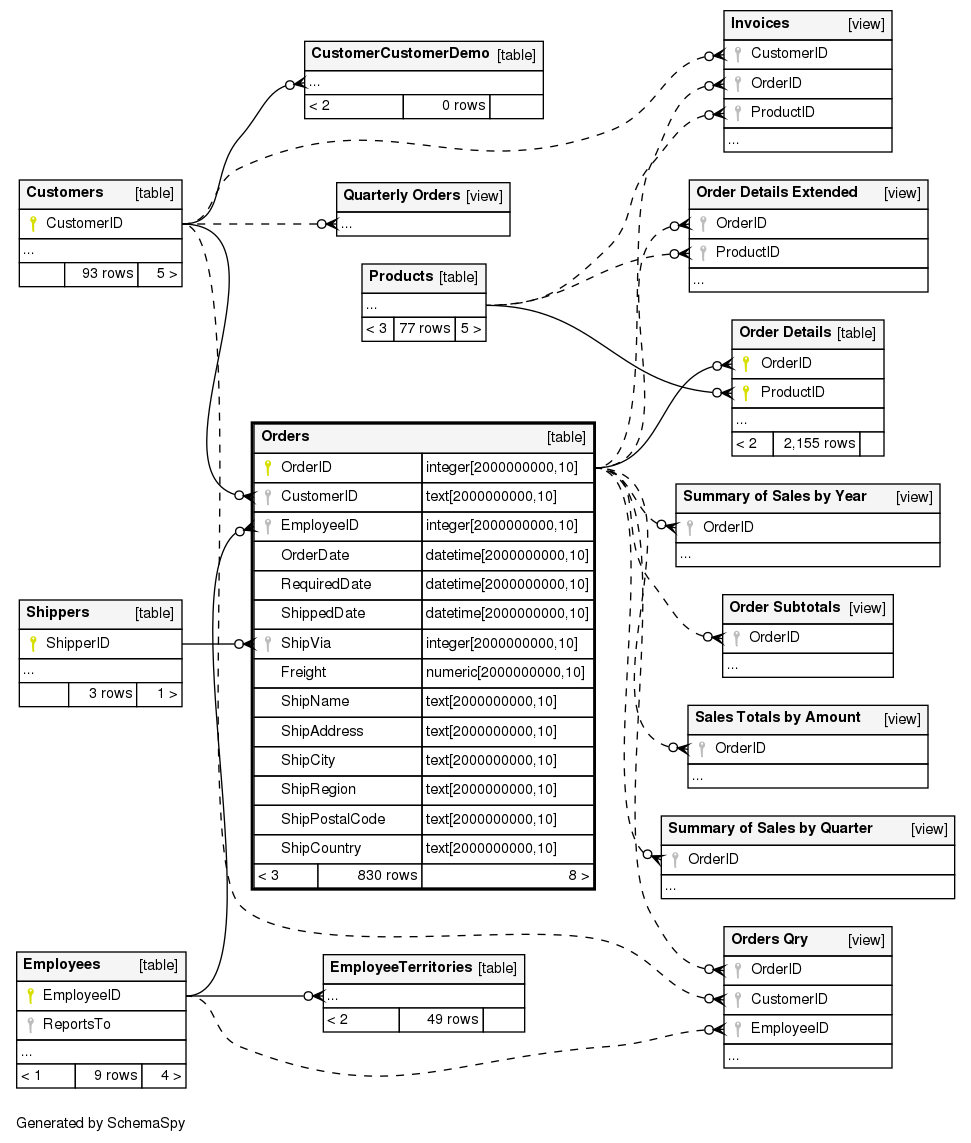 Invoices [view]
CustomerID
OrderID
ProductID
...
CustomerCustomerDemo [table]
...
< 2 0 rows
Customers [table]
CustomerID
...
93 rows 5 >
Quarterly Orders [view]
...
Order Details Extended [view]
OrderID
ProductID
...
Products [table]
...
< 3 77 rows 5 >
Order Details [table]
OrderID
ProductID
...
< 2 2,155 rows
Orders [table]
OrderID integer[2000000000,10]
CustomerID text[2000000000,10]
EmployeeID integer[2000000000,10]
OrderDate datetime[2000000000,10]
RequiredDate datetime[2000000000,10]
ShippedDate datetime[2000000000,10]
ShipVia integer[2000000000,10]
Freight numeric[2000000000,10]
ShipName text[2000000000,10]
ShipAddress text[2000000000,10]
ShipCity text[2000000000,10]
ShipRegion text[2000000000,10]
ShipPostalCode text[2000000000,10]
ShipCountry text[2000000000,10]
< 3 830 rows 8 >
Summary of Sales by Year [view]
OrderID
...
Shippers [table]
ShipperID
...
3 rows 1 >
Order Subtotals [view]
OrderID
...
Sales Totals by Amount [view]
OrderID
...
Summary of Sales by Quarter [view]
OrderID
...
Orders Qry [view]
OrderID
CustomerID
EmployeeID
...
Employees [table]
EmployeeID
ReportsTo
...
< 1 9 rows 4 >
EmployeeTerritories [table]
...
< 2 49 rows
Generated by SchemaSpy